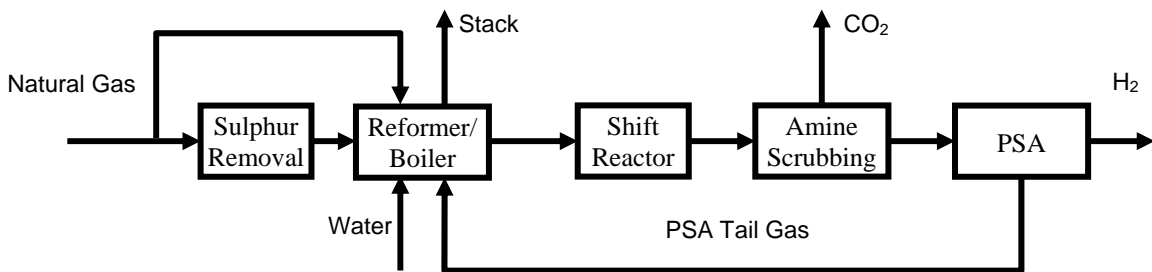 Stack
CO₂
Natural Gas
H₂
Sulphur
Removal
Reformer/
Boiler
Shift
Reactor
Amine
Scrubbing
PSA
Water
PSA Tail Gas